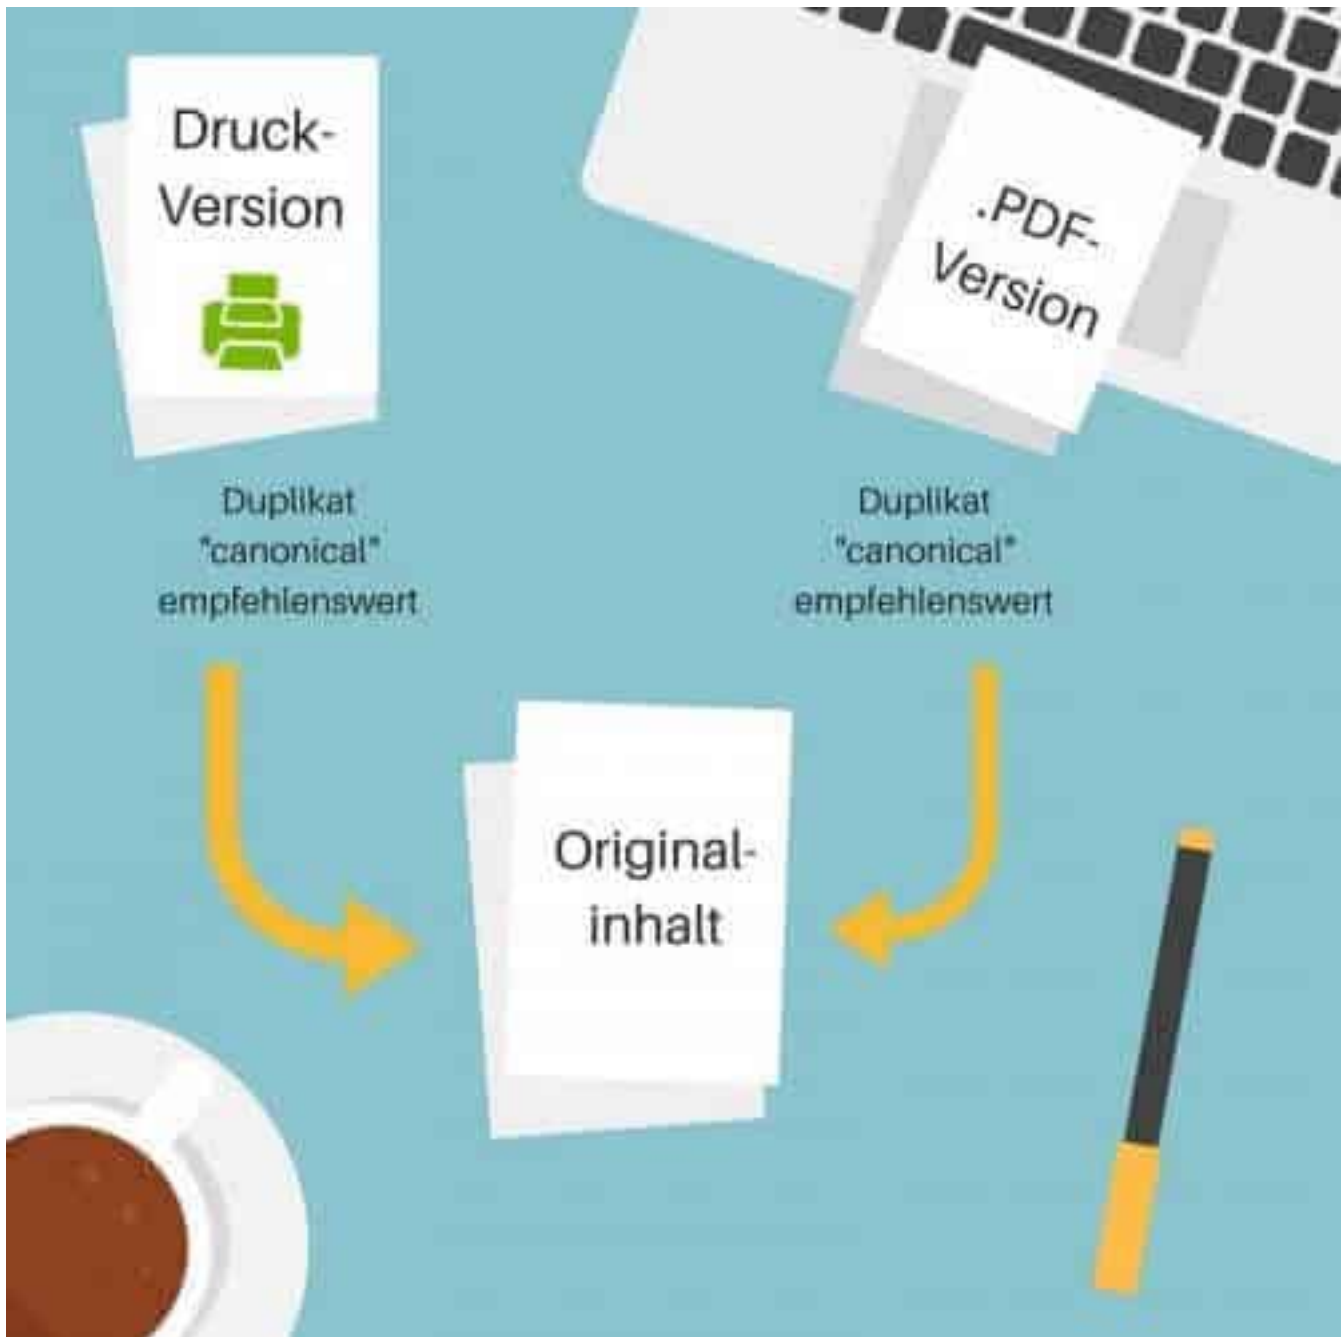 Druck-
Version
.PDF-
Version
Duplikat
"canonical"
empfehlenswert
Duplikat
"canonical"
empfehlenswert
Original-
inhalt